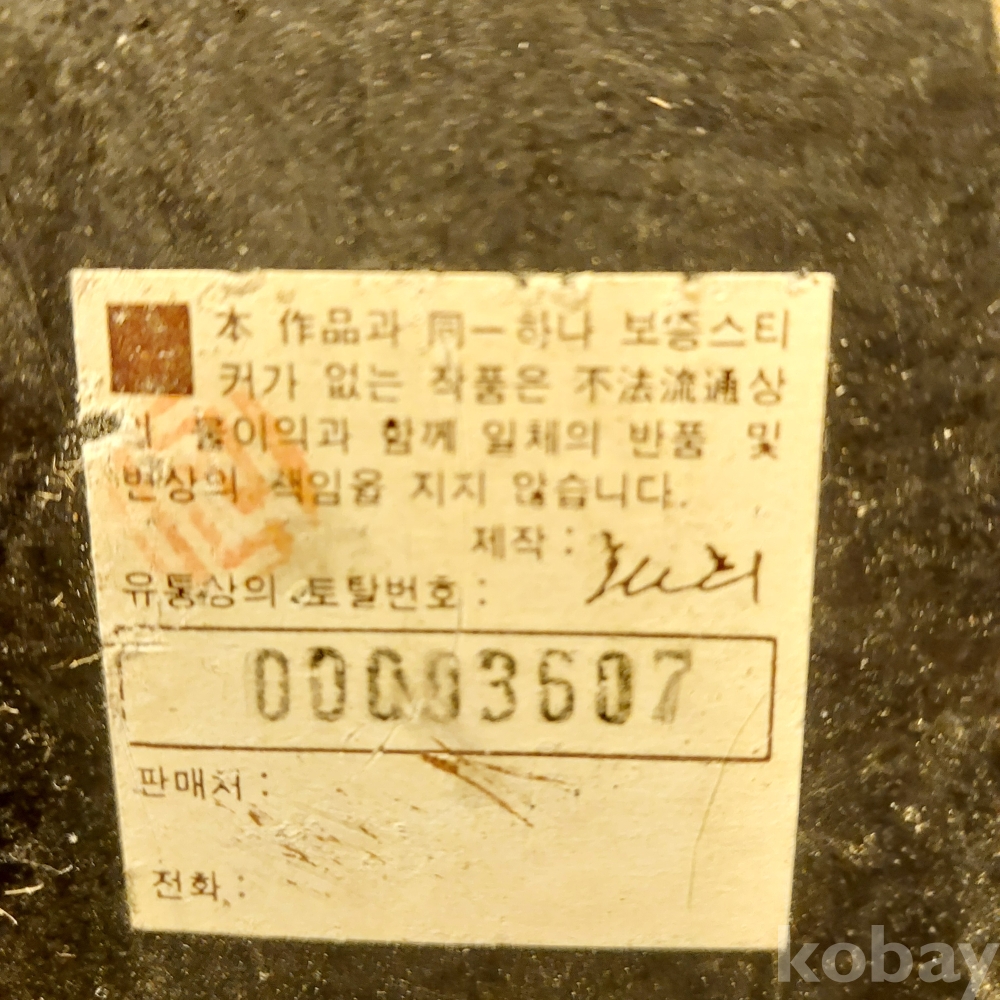 本 作品과 同一하나 보증스티
커가 없는 작품은 不法流通상
의 불이익과 함께 일체의 반품 및
변상의 책임을 지지 않습니다.
제작 :
유통상의 토탈번호 :
00003607
판매처 :
전화 :
kobay